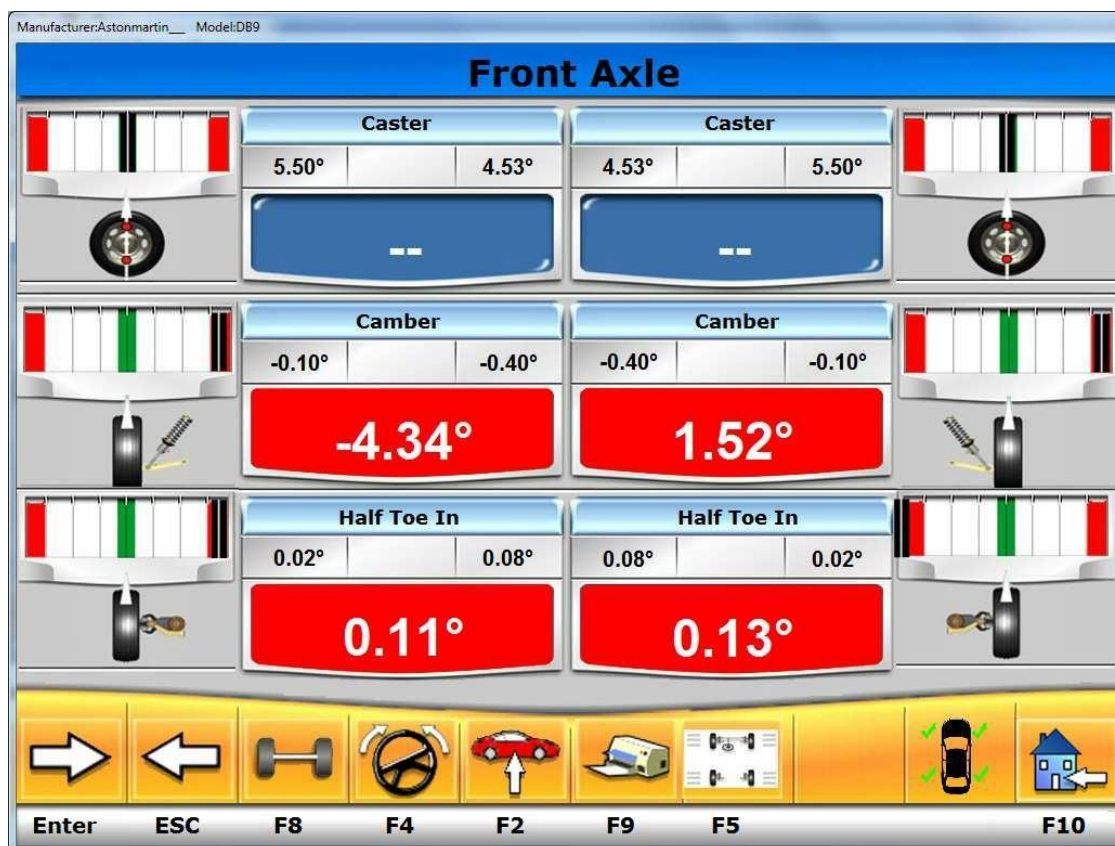 Manufacturer:Astonmartin__ Model:DB9
Front Axle
Caster Caster
5.50° 4.53° 4.53° 5.50°
-- --
Camber Camber
-0.10° -0.40° -0.40° -0.10°
-4.34° 1.52°
Half Toe In Half Toe In
0.02° 0.08° 0.08° 0.02°
0.11° 0.13°
Enter ESC F8 F4 F2 F9 F5 F10